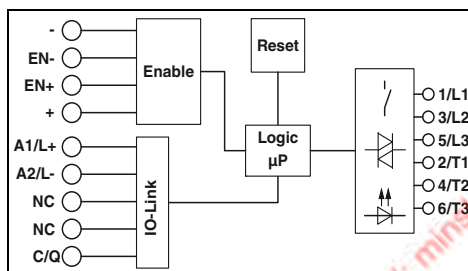 -
EN-
EN+
+
Enable
Reset
A1/L+
A2/L-
NC
NC
C/Q
IO-Link
Logic
µP
1/L1
3/L2
5/L3
2/T1
4/T2
6/T3